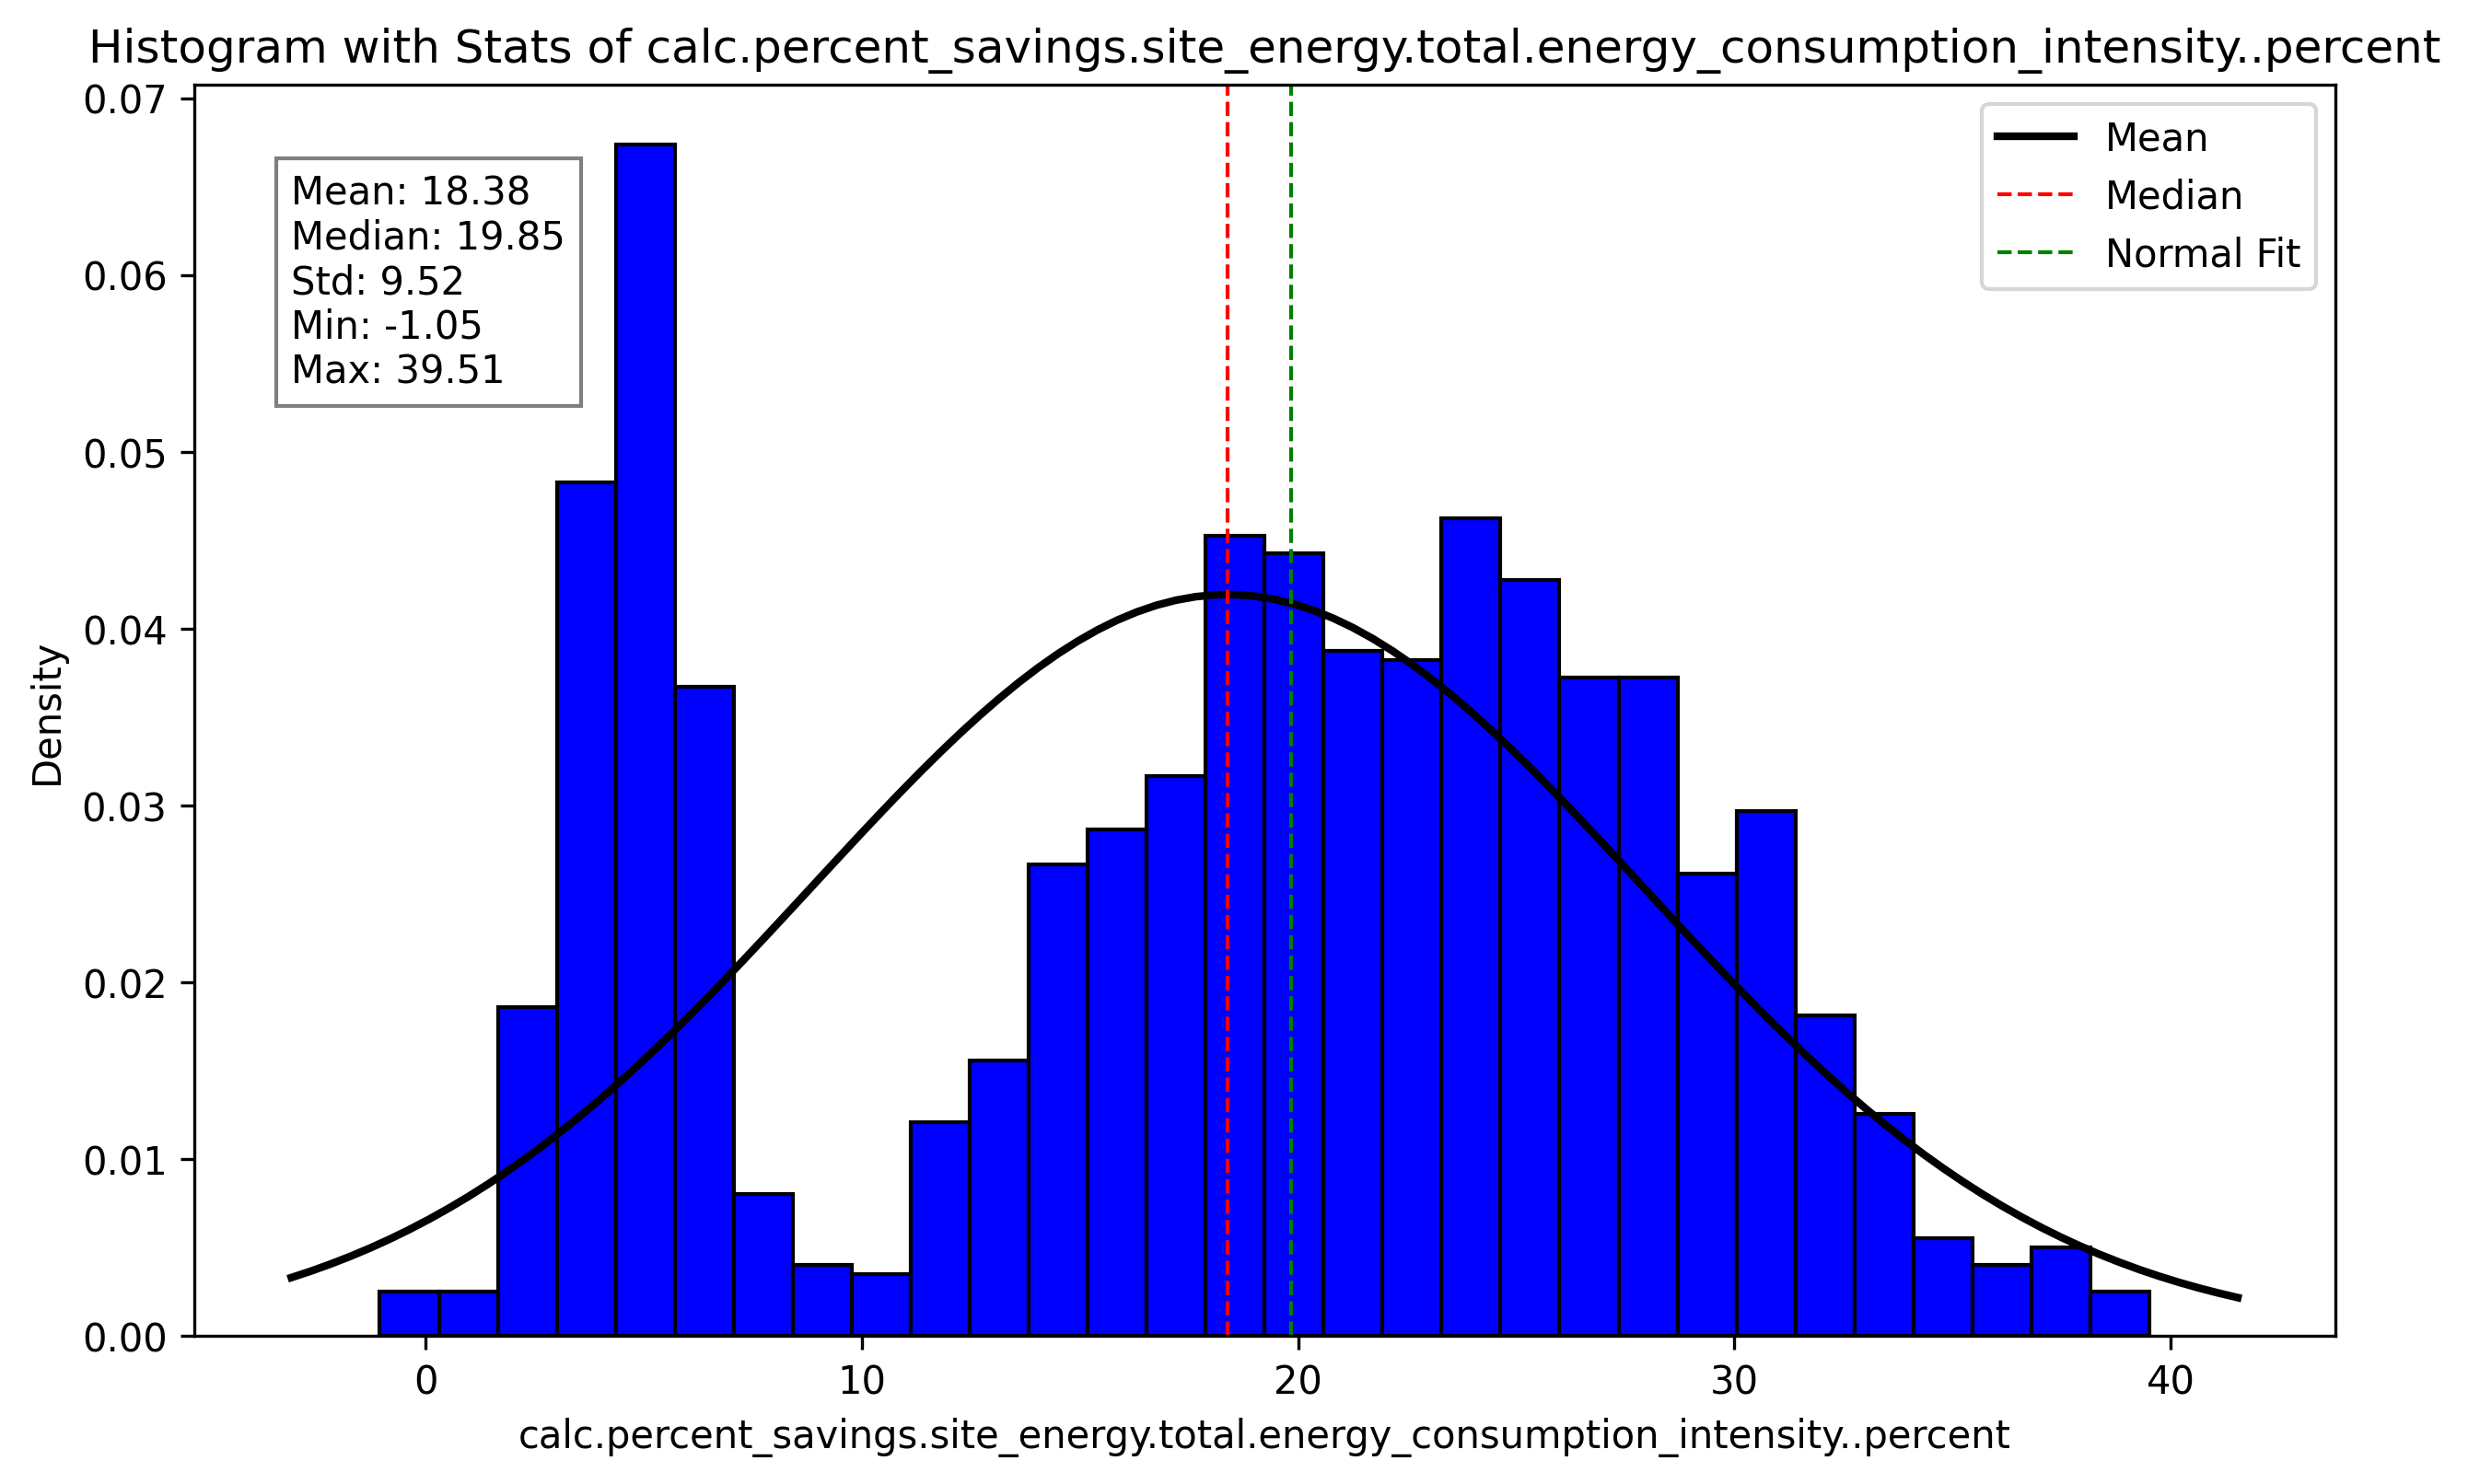 Histogram with Stats of calc.percent_savings.site_energy.total.energy_consumption_intensity..percent
0.07
0.06
0.05
0.04
0.03
0.02
0.01
0.00
Density
Mean: 18.38
Median: 19.85
Std: 9.52
Min: -1.05
Max: 39.51
Mean
Median
Normal Fit
0
10
20
30
40
calc.percent_savings.site_energy.total.energy_consumption_intensity..percent